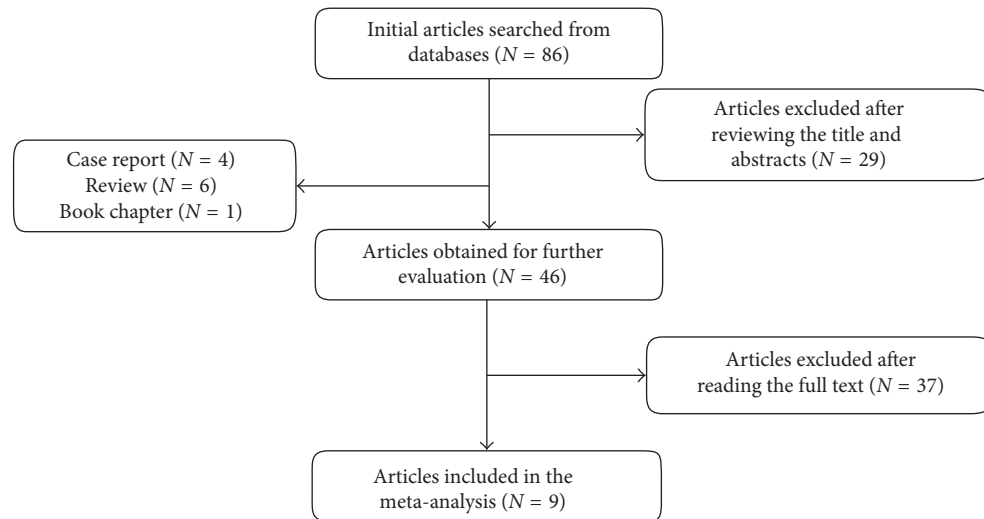 Initial articles searched from
databases (N = 86)
Articles excluded after
reviewing the title and
abstracts (N = 29)
Case report (N = 4)
Review (N = 6)
Book chapter (N = 1)
Articles obtained for further
evaluation (N = 46)
Articles excluded after
reading the full text (N = 37)
Articles included in the
meta-analysis (N = 9)